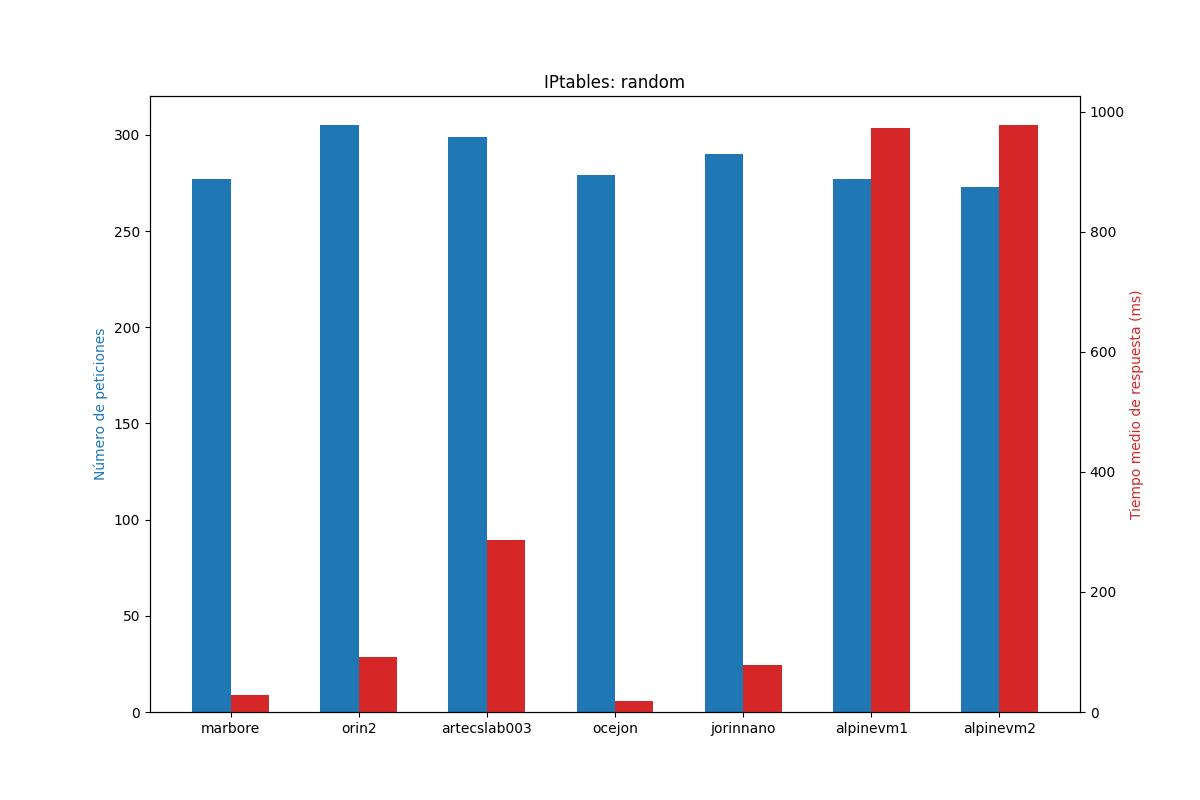 IPtables: random
Número de peticiones
300
250
200
150
100
50
0
1000
800
600
400
200
0
Tiempo medio de respuesta (ms)
marbore
orin2
artecslab003
ocejon
jorinnano
alpinevm1
alpinevm2